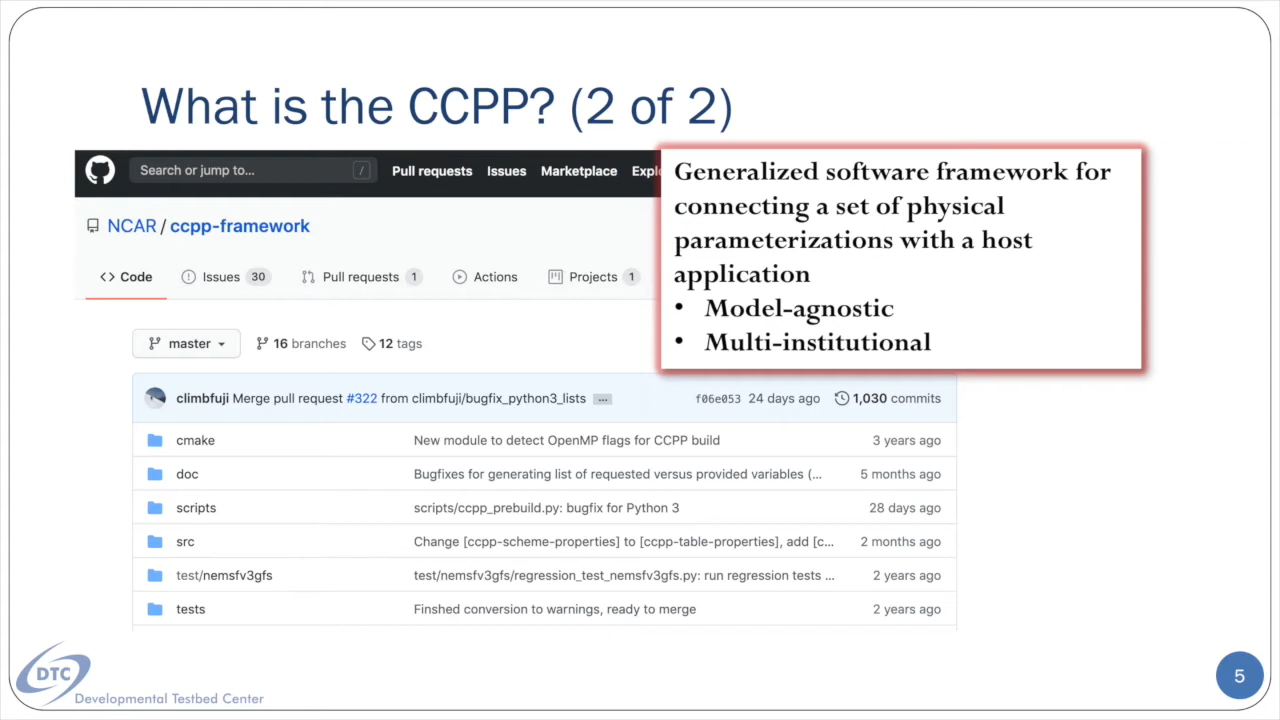 What is the CCPP? (2 of 2)
Search or jump to... /
Pull requests Issues Marketplace
Generalized software framework for
connecting a set of physical
parameterizations with a host
application
• Model-agnostic
• Multi-institutional
NCAR / ccpp-framework
<> Code Issues 30 Pull requests 1 Actions Projects 1
master 16 branches 12 tags
climbfuji Merge pull request #322 from climbfuji/bugfix_python3_lists ... f06e053 24 days ago 1,030 commits
cmake New module to detect OpenMP flags for CCPP build 3 years ago
doc Bugfixes for generating list of requested versus provided variables (... 5 months ago
scripts scripts/ccpp_prebuild.py: bugfix for Python 3 28 days ago
src Change [ccpp-scheme-properties] to [ccpp-table-properties], add [c... 2 months ago
test/nemsfv3gfs test/nemsfv3gfs/regression_test_nemsfv3gfs.py: run regression tests ... 2 years ago
tests Finshed conversion to warnings, ready to merge 2 years ago
DTC
Developmental Testbed Center
5